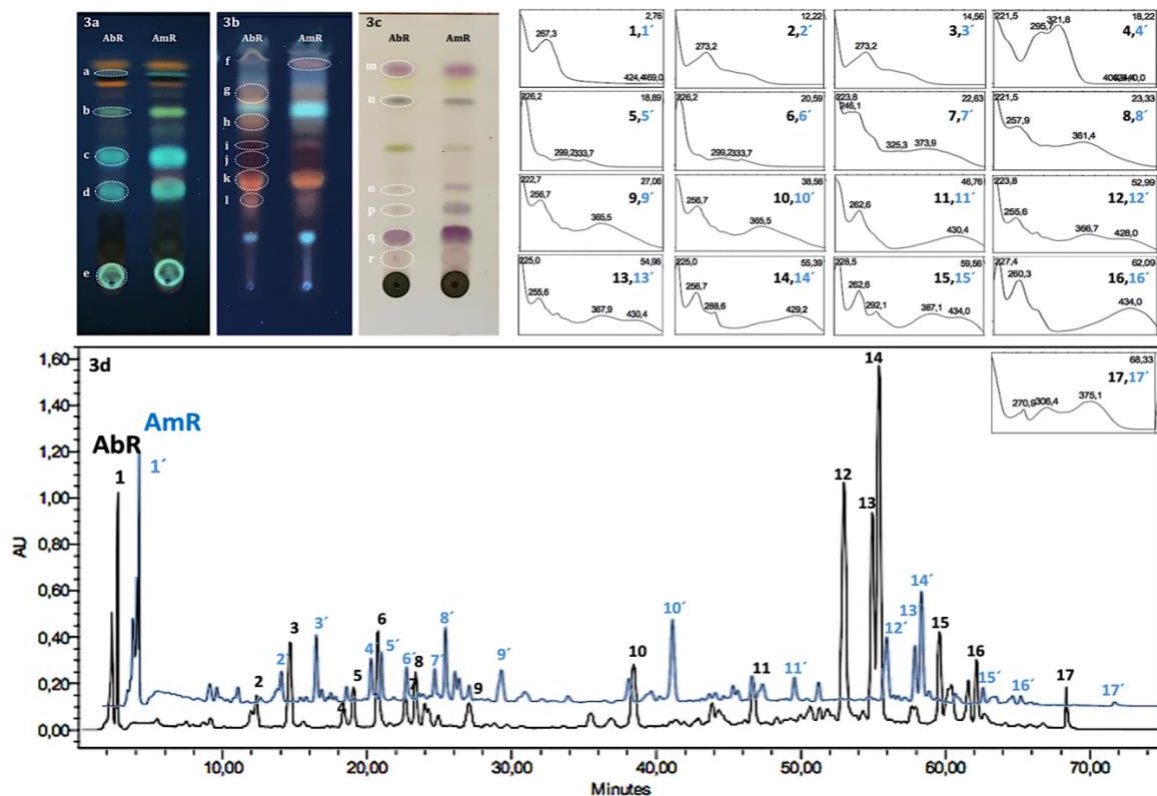 3a
AbR AmR
a
b
c
d
e
3b
AbR AmR
f
g
h
i
j
k
l
3c
AbR AmR
m
n
o
p
q
r
2,76
267,3
1,1´
424,4469,0
12,22
273,2
2,2´
14,56
273,2
3,3´
221,5 18,22
295,7 321,8
4,4´
226,2 18,89
5,5´
299,2333,7
226,2 20,59
6,6´
299,2333,7
223,8 22,63
246,1
7,7´
325,3 373,9
221,5 23,33
257,9
8,8´
361,4
222,7 27,06
256,7
9,9´
365,5
38,56
256,7
10,10´
365,5
46,76
262,6
11,11´
430,4
223,8 52,99
255,6
12,12´
366,7 428,0
225,0 54,96
255,6
13,13´
367,9 430,4
225,0 55,39
256,7
14,14´
288,6
429,2
228,5 59,56
262,6
15,15´
292,1
387,1 434,0
227,4 62,09
260,3
16,16´
434,0
3d
68,33
17,17´
270,9 306,4 375,1
AbR
AmR
1 1´
2 2´
3 3´
4 4´
5 5´
6 6´
7´
8 8´
9 9´
10 10´
11 11´
12 12´
13 13´
14 14´
15 15´
16 16´
17 17´
AU
1,60
1,40
1,20
1,00
0,80
0,60
0,40
0,20
0,00
10,00 20,00 30,00 40,00 50,00 60,00 70,00
Minutes